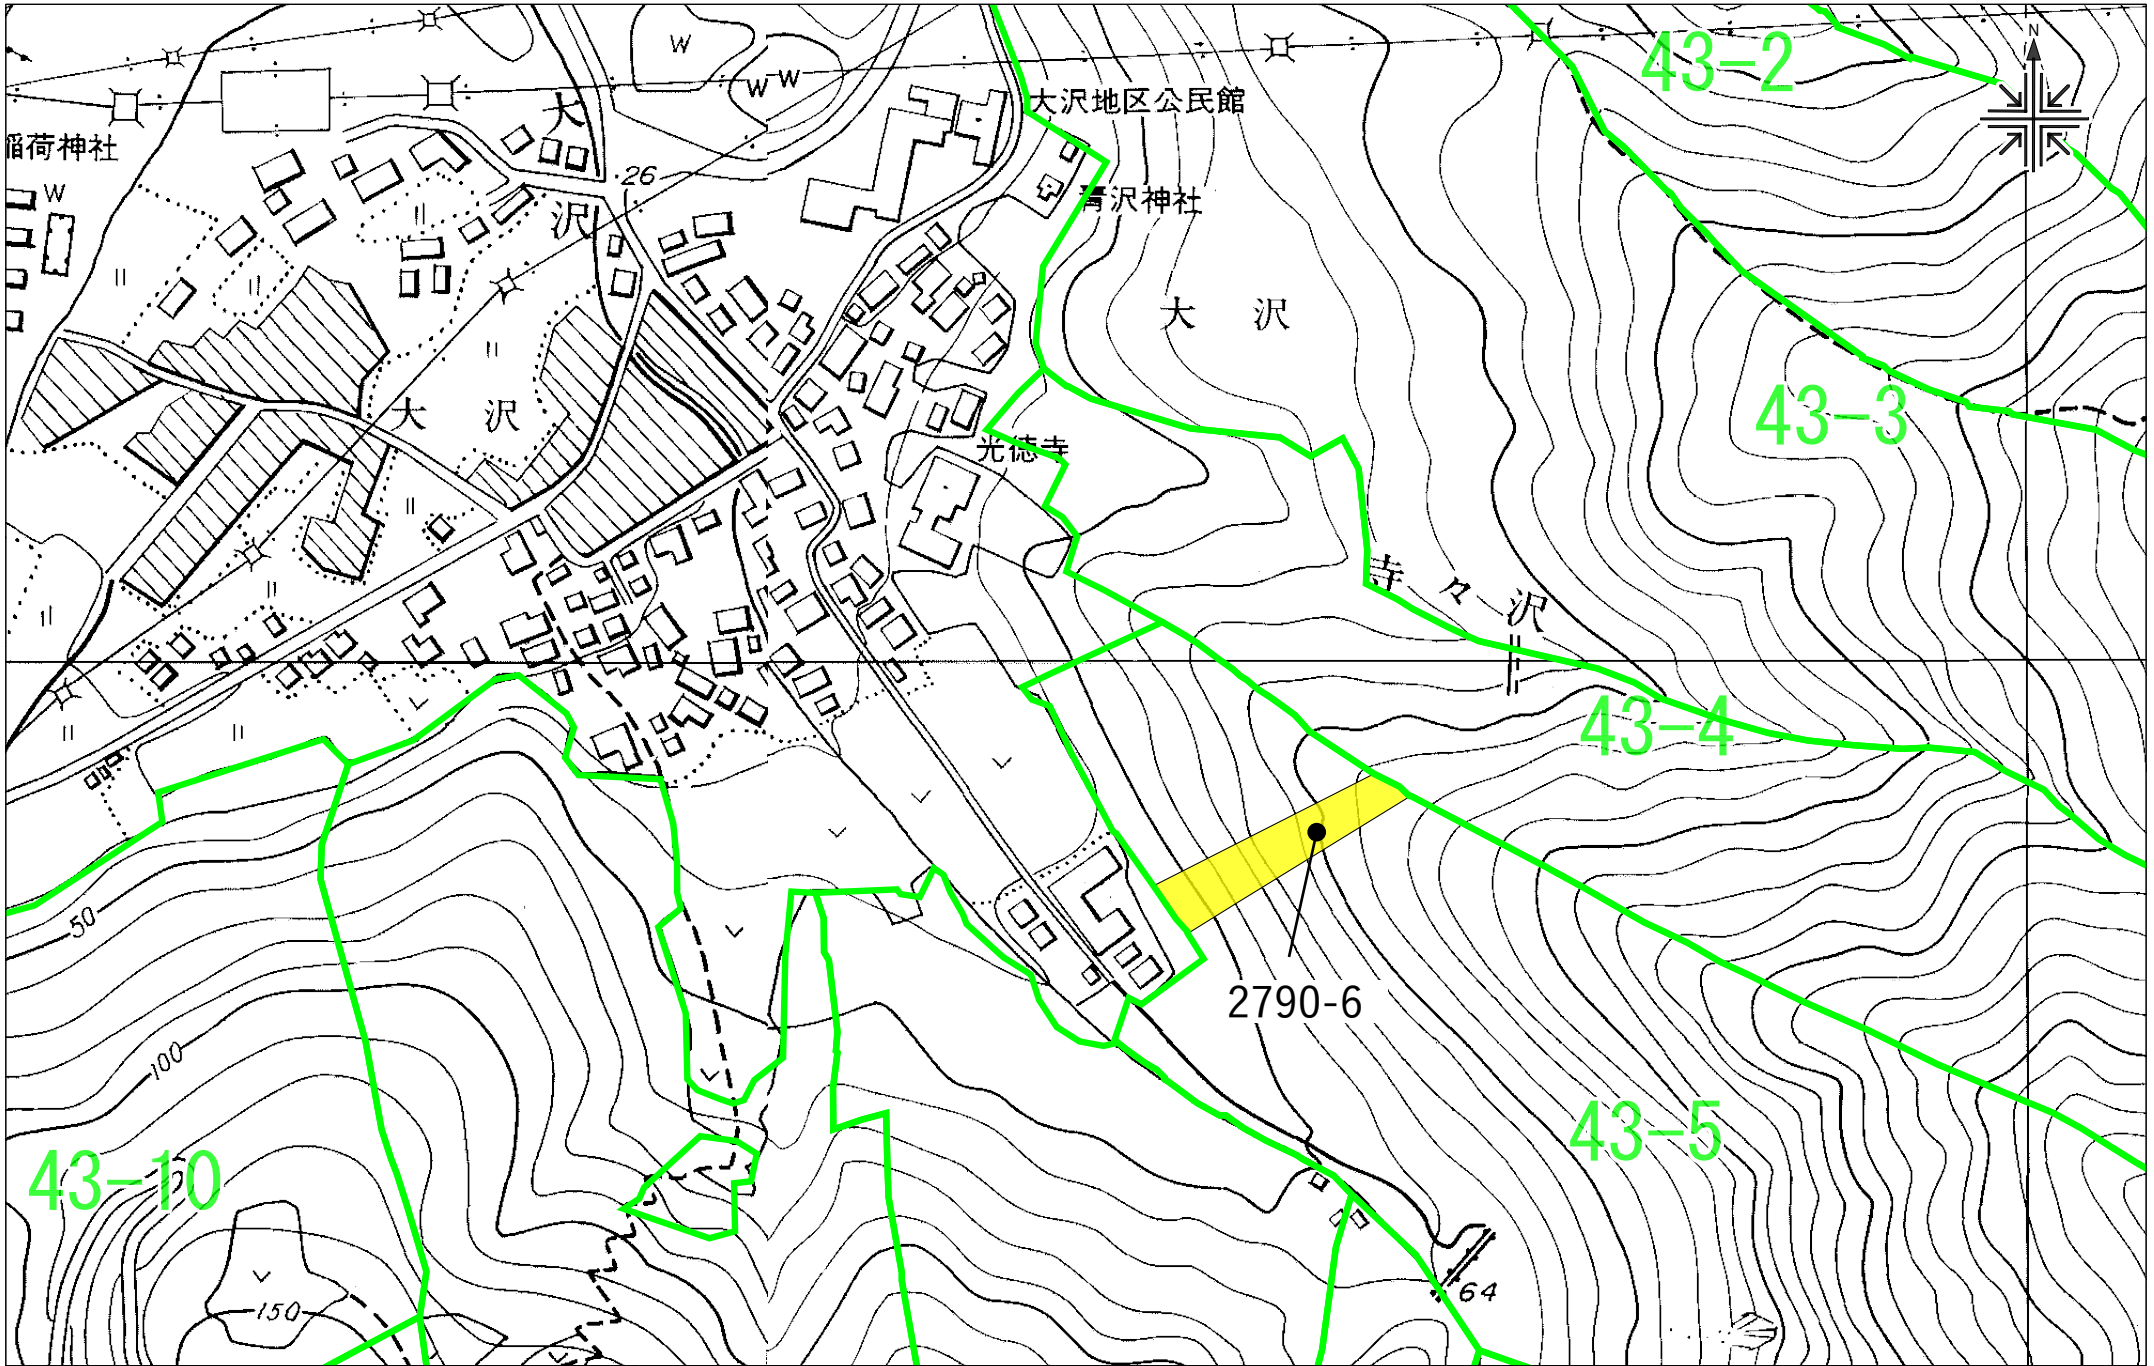 W
W
W
大沢
43-2
N
大沢地区公民館
稲荷神社
W
26
青沢神社
大沢
大沢
43-3
光徳寺
寺々沢
43-4
50
2790-6
100
43-5
43-10
150
64